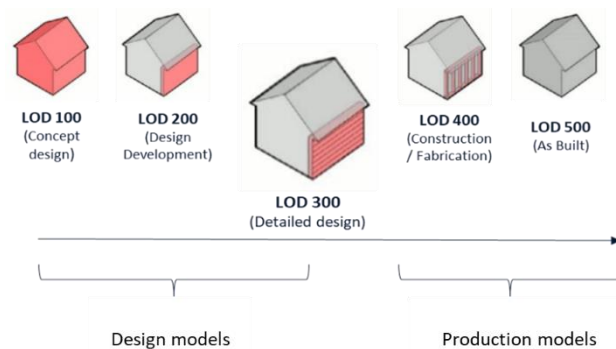 LOD 100
(Concept
design)
LOD 200
(Design
Development)
LOD 300
(Detailed design)
LOD 400
(Construction
/ Fabrication)
LOD 500
(As Built)
Design models
Production models